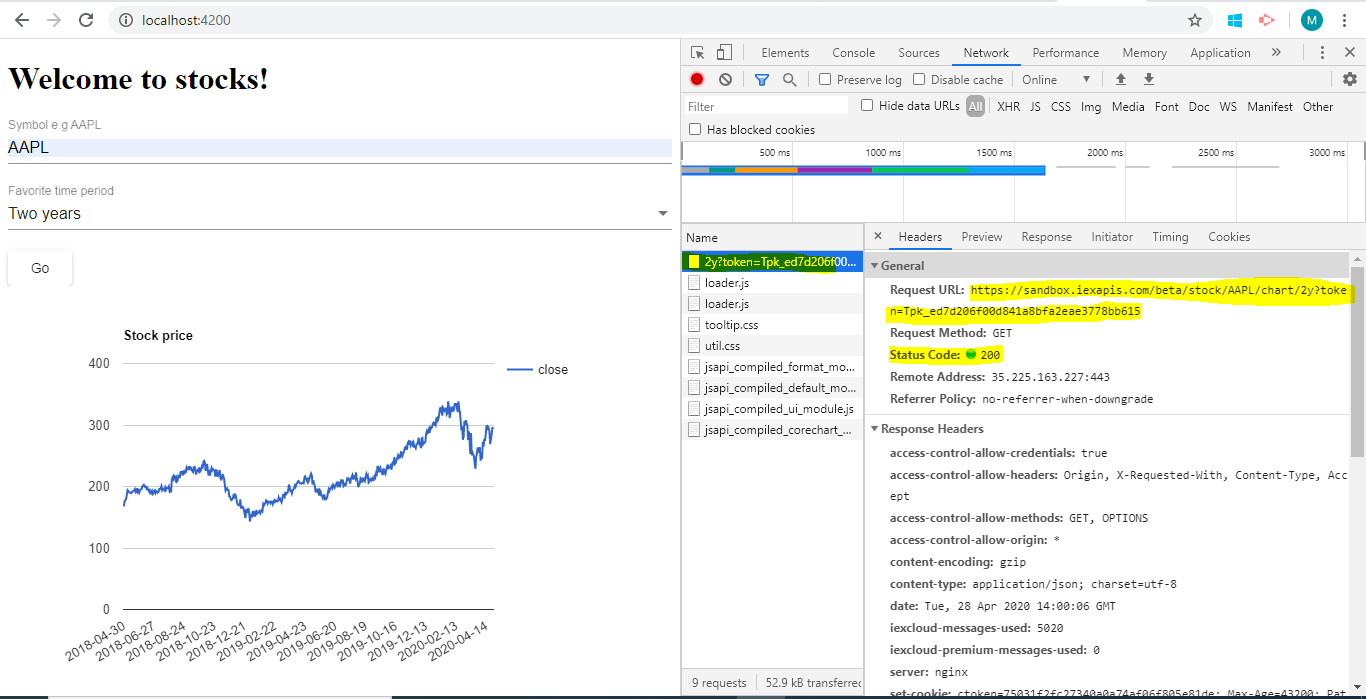 localhost:4200
M
Welcome to stocks!
Symbol e.g AAPL
AAPL
Favorite time period
Two years
Go
Stock price
400
300
200
100
0
close
2018-04-30
2018-06-27
2018-08-24
2018-10-23
2018-12-21
2019-02-22
2019-04-23
2019-06-20
2019-08-19
2019-10-16
2019-12-13
2020-02-13
2020-04-14
Elements Console Sources Network Performance Memory Application »
Preserve log Disable cache Online
Filter Hide data URLs All XHR JS CSS Img Media Font Doc WS Manifest Other
Has blocked cookies
500 ms 1000 ms 1500 ms 2000 ms 2500 ms 3000 ms
Name
2y?token=Tpk_ed7d206f00...
loader.js
loader.js
tooltip.css
util.css
jsapi_compiled_format_mo...
jsapi_compiled_default_mo...
jsapi_compiled_ui_module.js
jsapi_compiled_corechart_...
9 requests 52.9 kB transferrec
Headers Preview Response Initiator Timing Cookies
General
Request URL: https://sandbox.iexapis.com/beta/stock/AAPL/chart/2y?toke
n=Tpk_ed7d206f00d841a8bfa2eae3778bb615
Request Method: GET
Status Code: 200
Remote Address: 35.225.163.227:443
Referrer Policy: no-referrer-when-downgrade
Response Headers
access-control-allow-credentials: true
access-control-allow-headers: Origin, X-Requested-With, Content-Type, Acc
ept
access-control-allow-methods: GET, OPTIONS
access-control-allow-origin: *
content-encoding: gzip
content-type: application/json; charset=utf-8
date: Tue, 28 Apr 2020 14:00:06 GMT
iexcloud-messages-used: 5020
iexcloud-premium-messages-used: 0
server: nginx
set-cookie: ctoken=75031f2fc27340a0a74af06f805e81de; Max-Age=43200; Pat